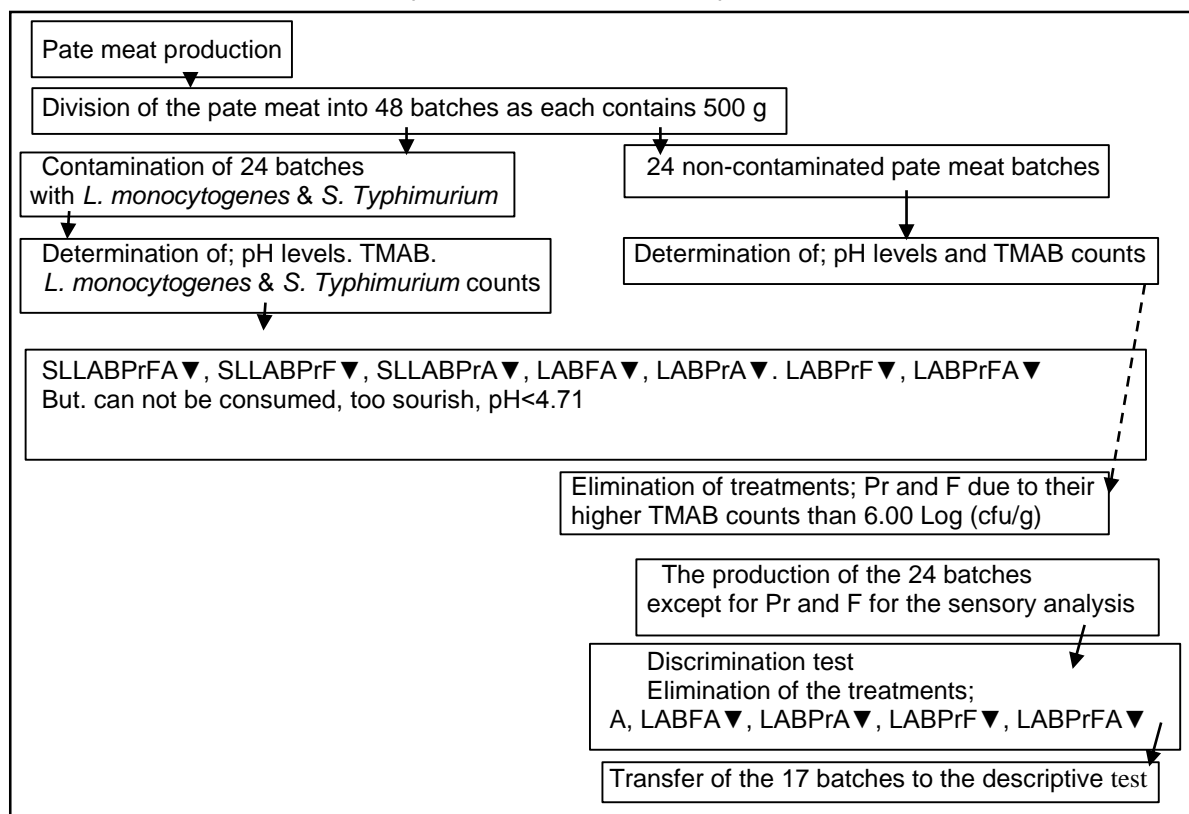 Pate meat production
Division of the pate meat into 48 batches as each contains 500 g
Contamination of 24 batches
with L. monocytogenes & S. Typhimurium
24 non-contaminated pate meat batches
Determination of; pH levels. TMAB.
L. monocytogenes & S. Typhimurium counts
Determination of; pH levels and TMAB counts
SLLABPrFA▼, SLLABPrF▼, SLLABPrA▼, LABFA▼, LABPrA▼. LABPrF▼, LABPrFA▼
But. can not be consumed, too sourish, pH<4.71
Elimination of treatments; Pr and F due to their
higher TMAB counts than 6.00 Log (cfu/g)
The production of the 24 batches
except for Pr and F for the sensory analysis
Discrimination test
Elimination of the treatments;
A, LABFA▼, LABPrA▼, LABPrF▼, LABPrFA▼
Transfer of the 17 batches to the descriptive test